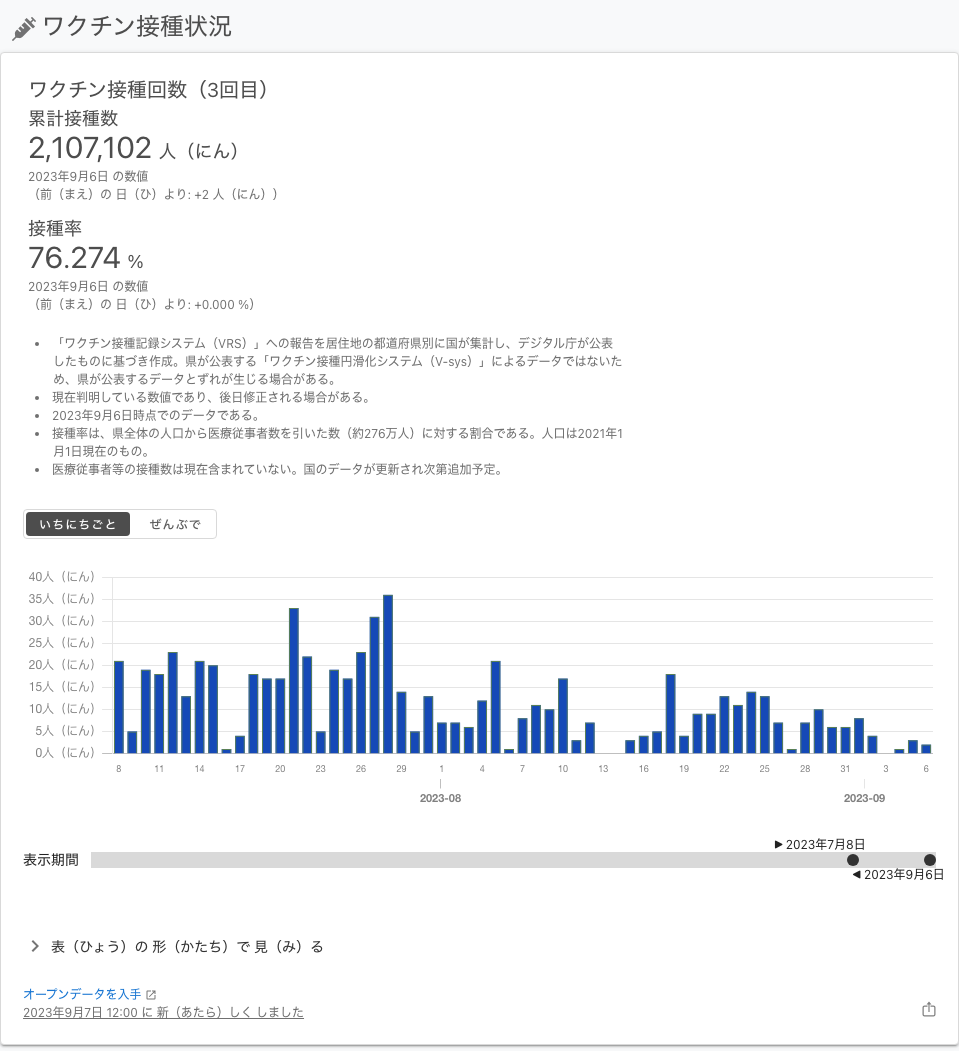 ワクチン接種状況
ワクチン接種回数（3回目）
累計接種数
2,107,102 人（にん）
2023年9月6日 の数値
（前（まえ）の 日（ひ）より: +2 人（にん））
接種率
76.274 %
2023年9月6日 の数値
（前（まえ）の 日（ひ）より: +0.000 %）
• 「ワクチン接種記録システム（VRS）」への報告を居住地の都道府県別に国が集計し、デジタル庁が公表
したものに基づき作成。県が公表する「ワクチン接種円滑化システム（V-sys）」によるデータではないた
め、県が公表するデータとずれが生じる場合がある。
• 現在判明している数値であり、後日修正される場合がある。
• 2023年9月6日時点でのデータである。
• 接種率は、県全体の人口から医療従事者数を引いた数（約276万人）に対する割合である。人口は2021年1
月1日現在のもの。
• 医療従事者等の接種数は現在含まれていない。国のデータが更新され次第追加予定。
いちにちごと ぜんぶで
40人（にん）
35人（にん）
30人（にん）
25人（にん）
20人（にん）
15人（にん）
10人（にん）
5人（にん）
0人（にん）
8 11 14 17 20 23 26 29 1 4 7 10 13 16 19 22 25 28 31 3 6
2023-08 2023-09
▶ 2023年7月8日
表示期間
◀ 2023年9月6日
表（ひょう）の 形（かたち）で 見（み）る
オープンデータを入手
2023年9月7日 12:00 に 新（あたら）しく しました